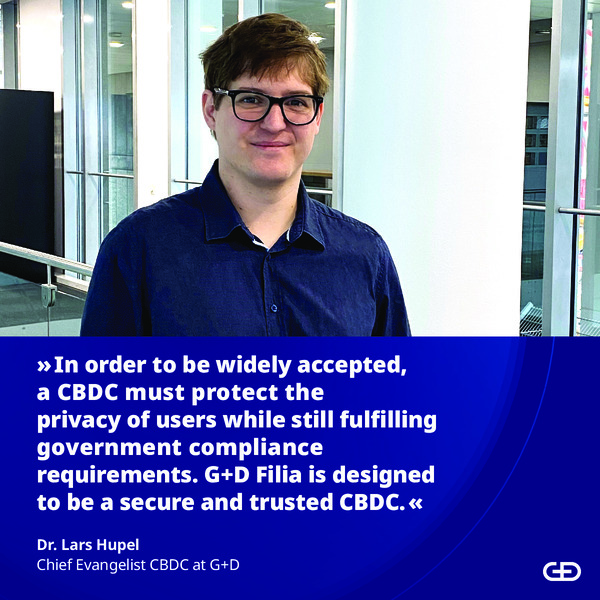 »In order to be widely accepted,
a CBDC must protect the
privacy of users while still fulfilling
government compliance
requirements. G+D Filia is designed
to be a secure and trusted CBDC.«
Dr. Lars Hupel
Chief Evangelist CBDC at G+D
G+D